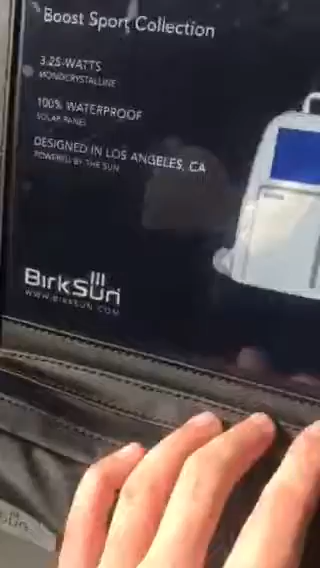 Boost Sport Collection
3.25-WATTS
MONOCRYSTALLINE
100% WATERPROOF
SOLAR PANEL
DESIGNED IN LOS ANGELES, CA
POWERED BY THE SUN
BirkSun
WWW.BIRKSUN.COM